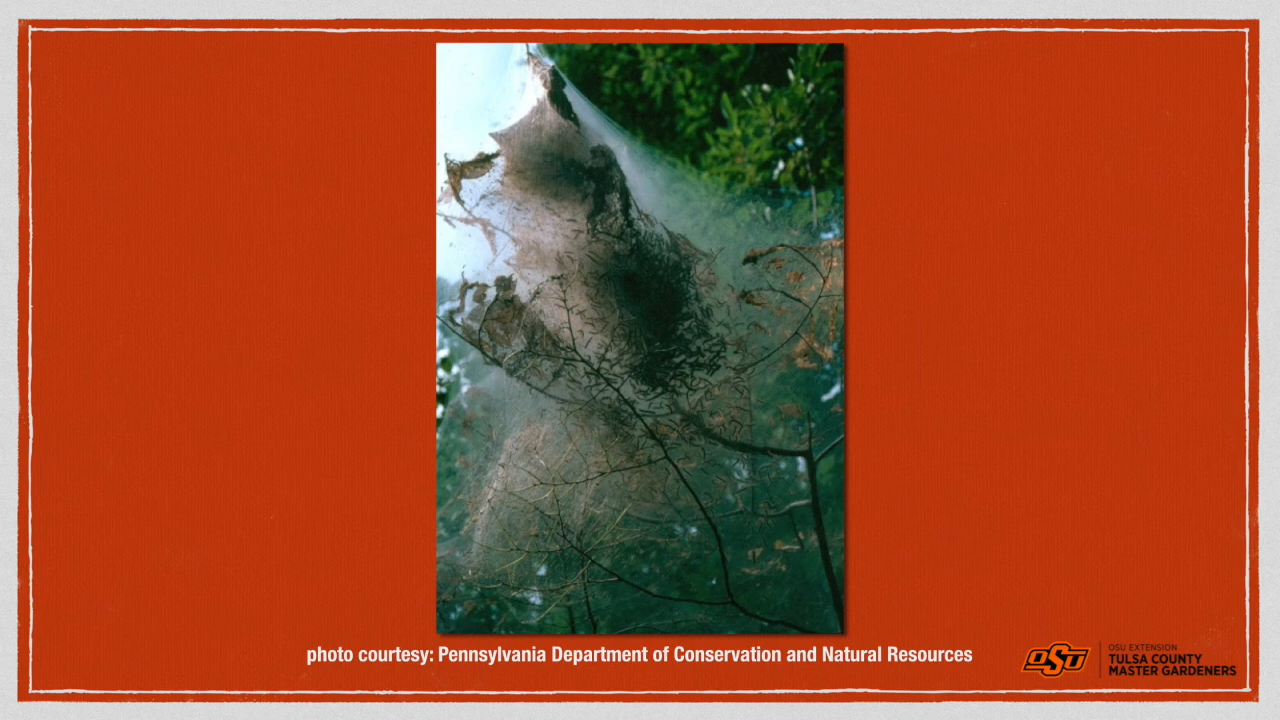 photo courtesy: Pennsylvania Department of Conservation and Natural Resources
OSU
OSU EXTENSION
TULSA COUNTY
MASTER GARDENERS